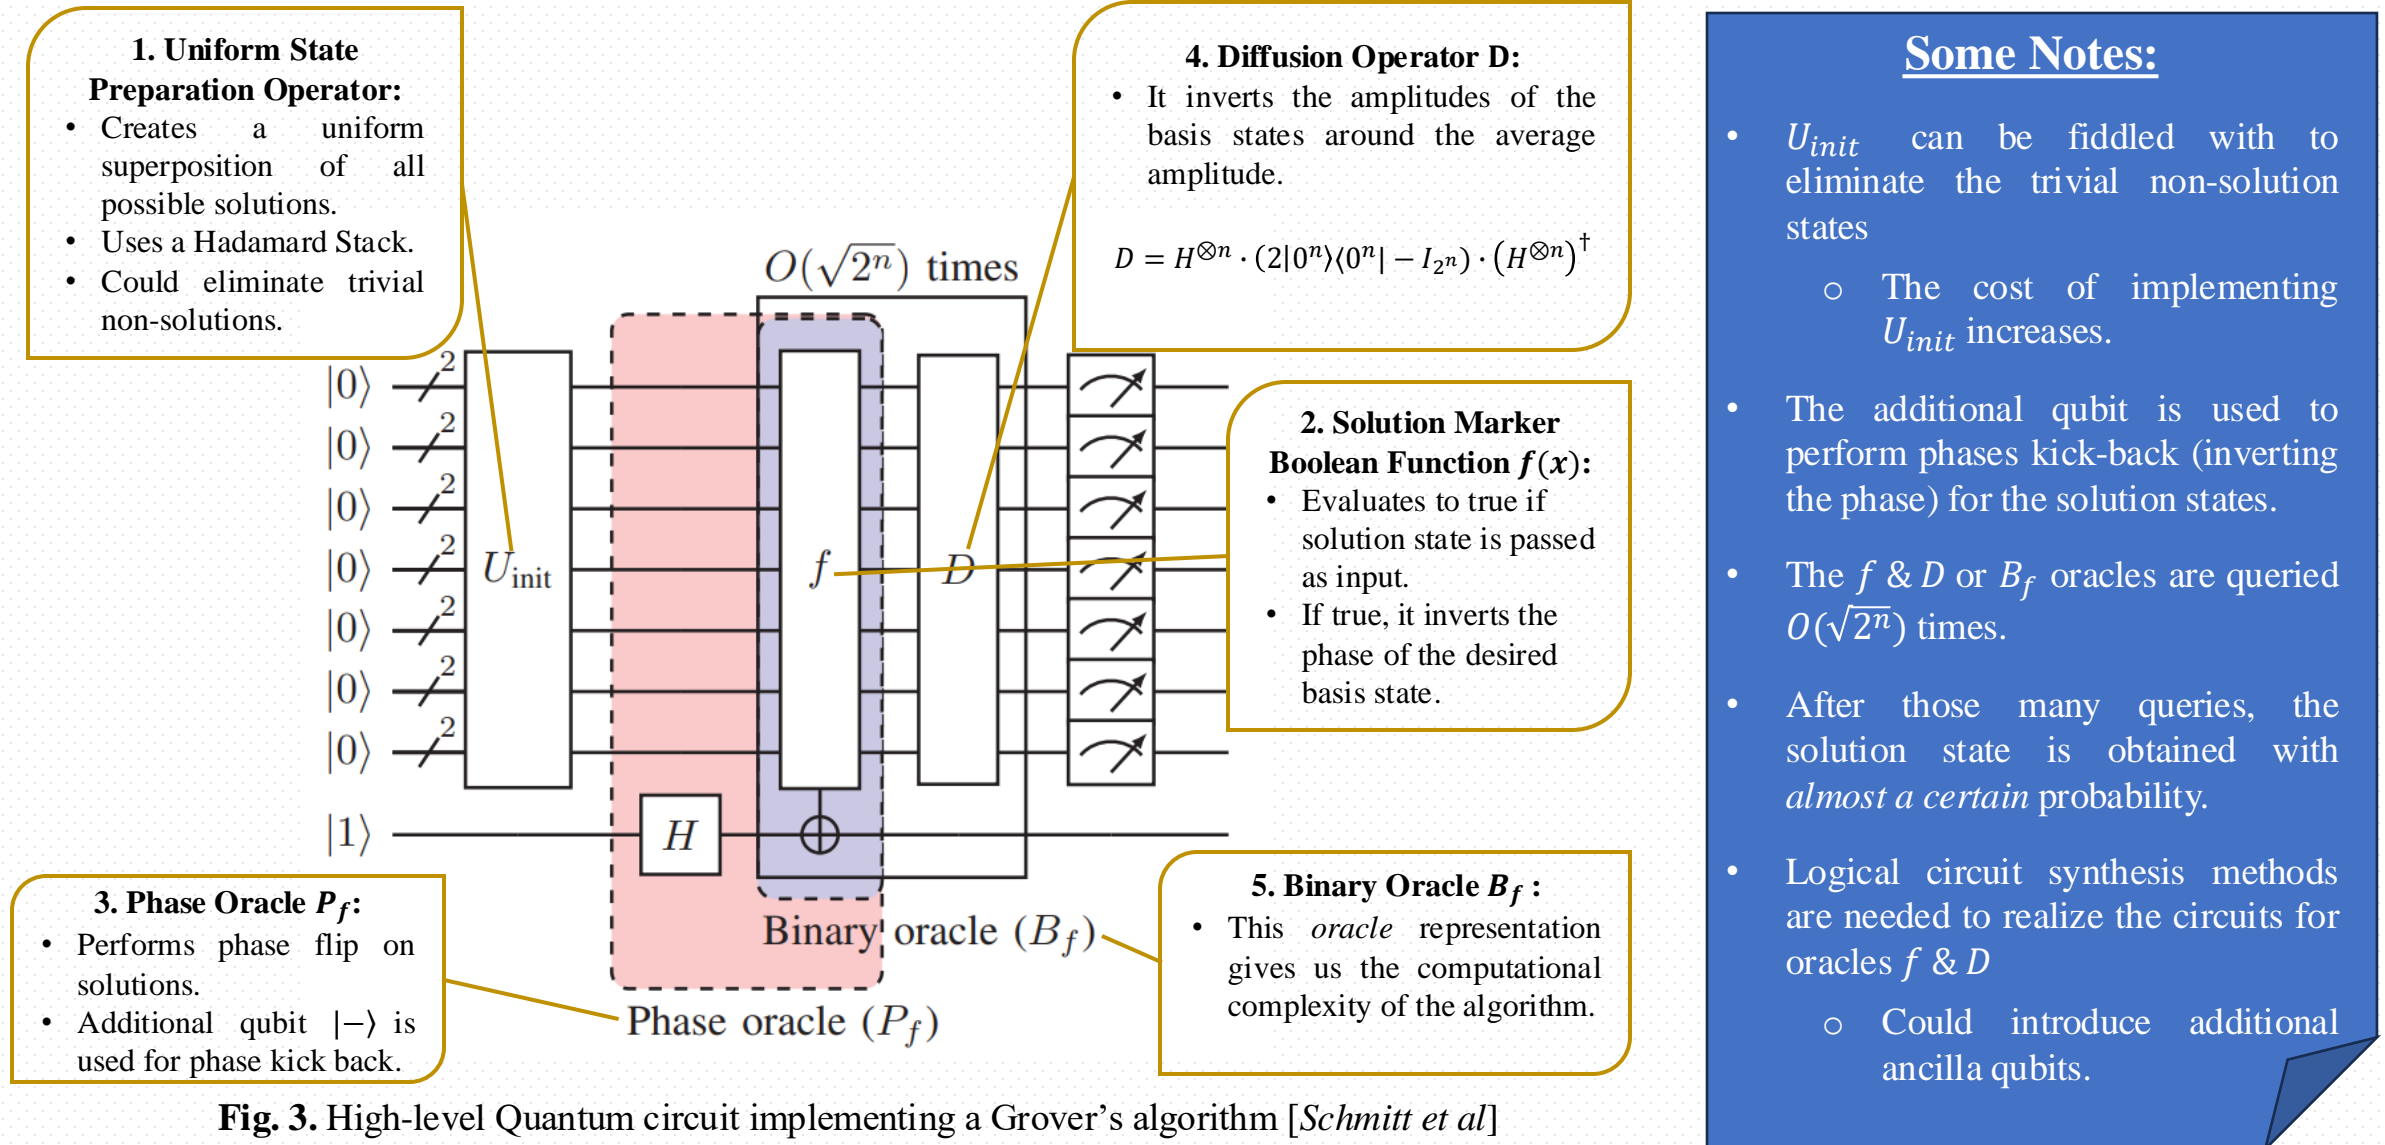 1. Uniform State
Preparation Operator:
• Creates a uniform
superposition of all
possible solutions.
• Uses a Hadamard Stack.
• Could eliminate trivial
non-solutions.
4. Diffusion Operator D:
• It inverts the amplitudes of the
basis states around the average
amplitude.
D = H^{⊗n} · (2|0^n⟩⟨0^n| − I_{2^n}) · (H^{⊗n})^†
O(√2^n) times
|0⟩ 2
|0⟩ 2
|0⟩ 2
|0⟩ 2
|0⟩ 2
|0⟩ 2
|0⟩ 2
|1⟩
U_init
H
f
D
2. Solution Marker
Boolean Function f(x):
• Evaluates to true if
solution state is passed
as input.
• If true, it inverts the
phase of the desired
basis state.
Binary oracle (B_f)
Phase oracle (P_f)
3. Phase Oracle P_f:
• Performs phase flip on
solutions.
• Additional qubit |−⟩ is
used for phase kick back.
5. Binary Oracle B_f :
• This oracle representation
gives us the computational
complexity of the algorithm.
Fig. 3. High-level Quantum circuit implementing a Grover’s algorithm [Schmitt et al]
Some Notes:
• U_init can be fiddled with to
eliminate the trivial non-solution
states
o The cost of implementing
U_init increases.
• The additional qubit is used to
perform phases kick-back (inverting
the phase) for the solution states.
• The f & D or B_f oracles are queried
O(√2^n) times.
• After those many queries, the
solution state is obtained with
almost a certain probability.
• Logical circuit synthesis methods
are needed to realize the circuits for
oracles f & D
o Could introduce additional
ancilla qubits.